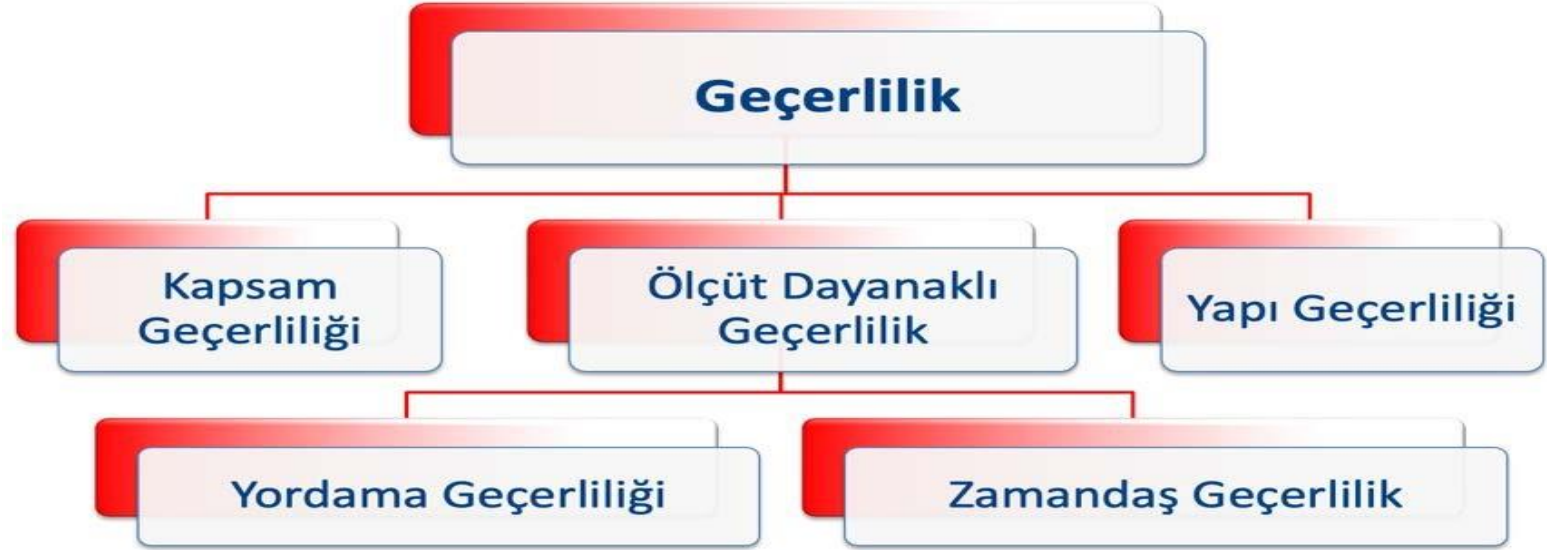 Geçerlilik
Kapsam
Geçerliliği
Ölçüt Dayanaklı
Geçerlilik
Yapı Geçerliliği
Yordama Geçerliliği
Zamandaş Geçerlilik